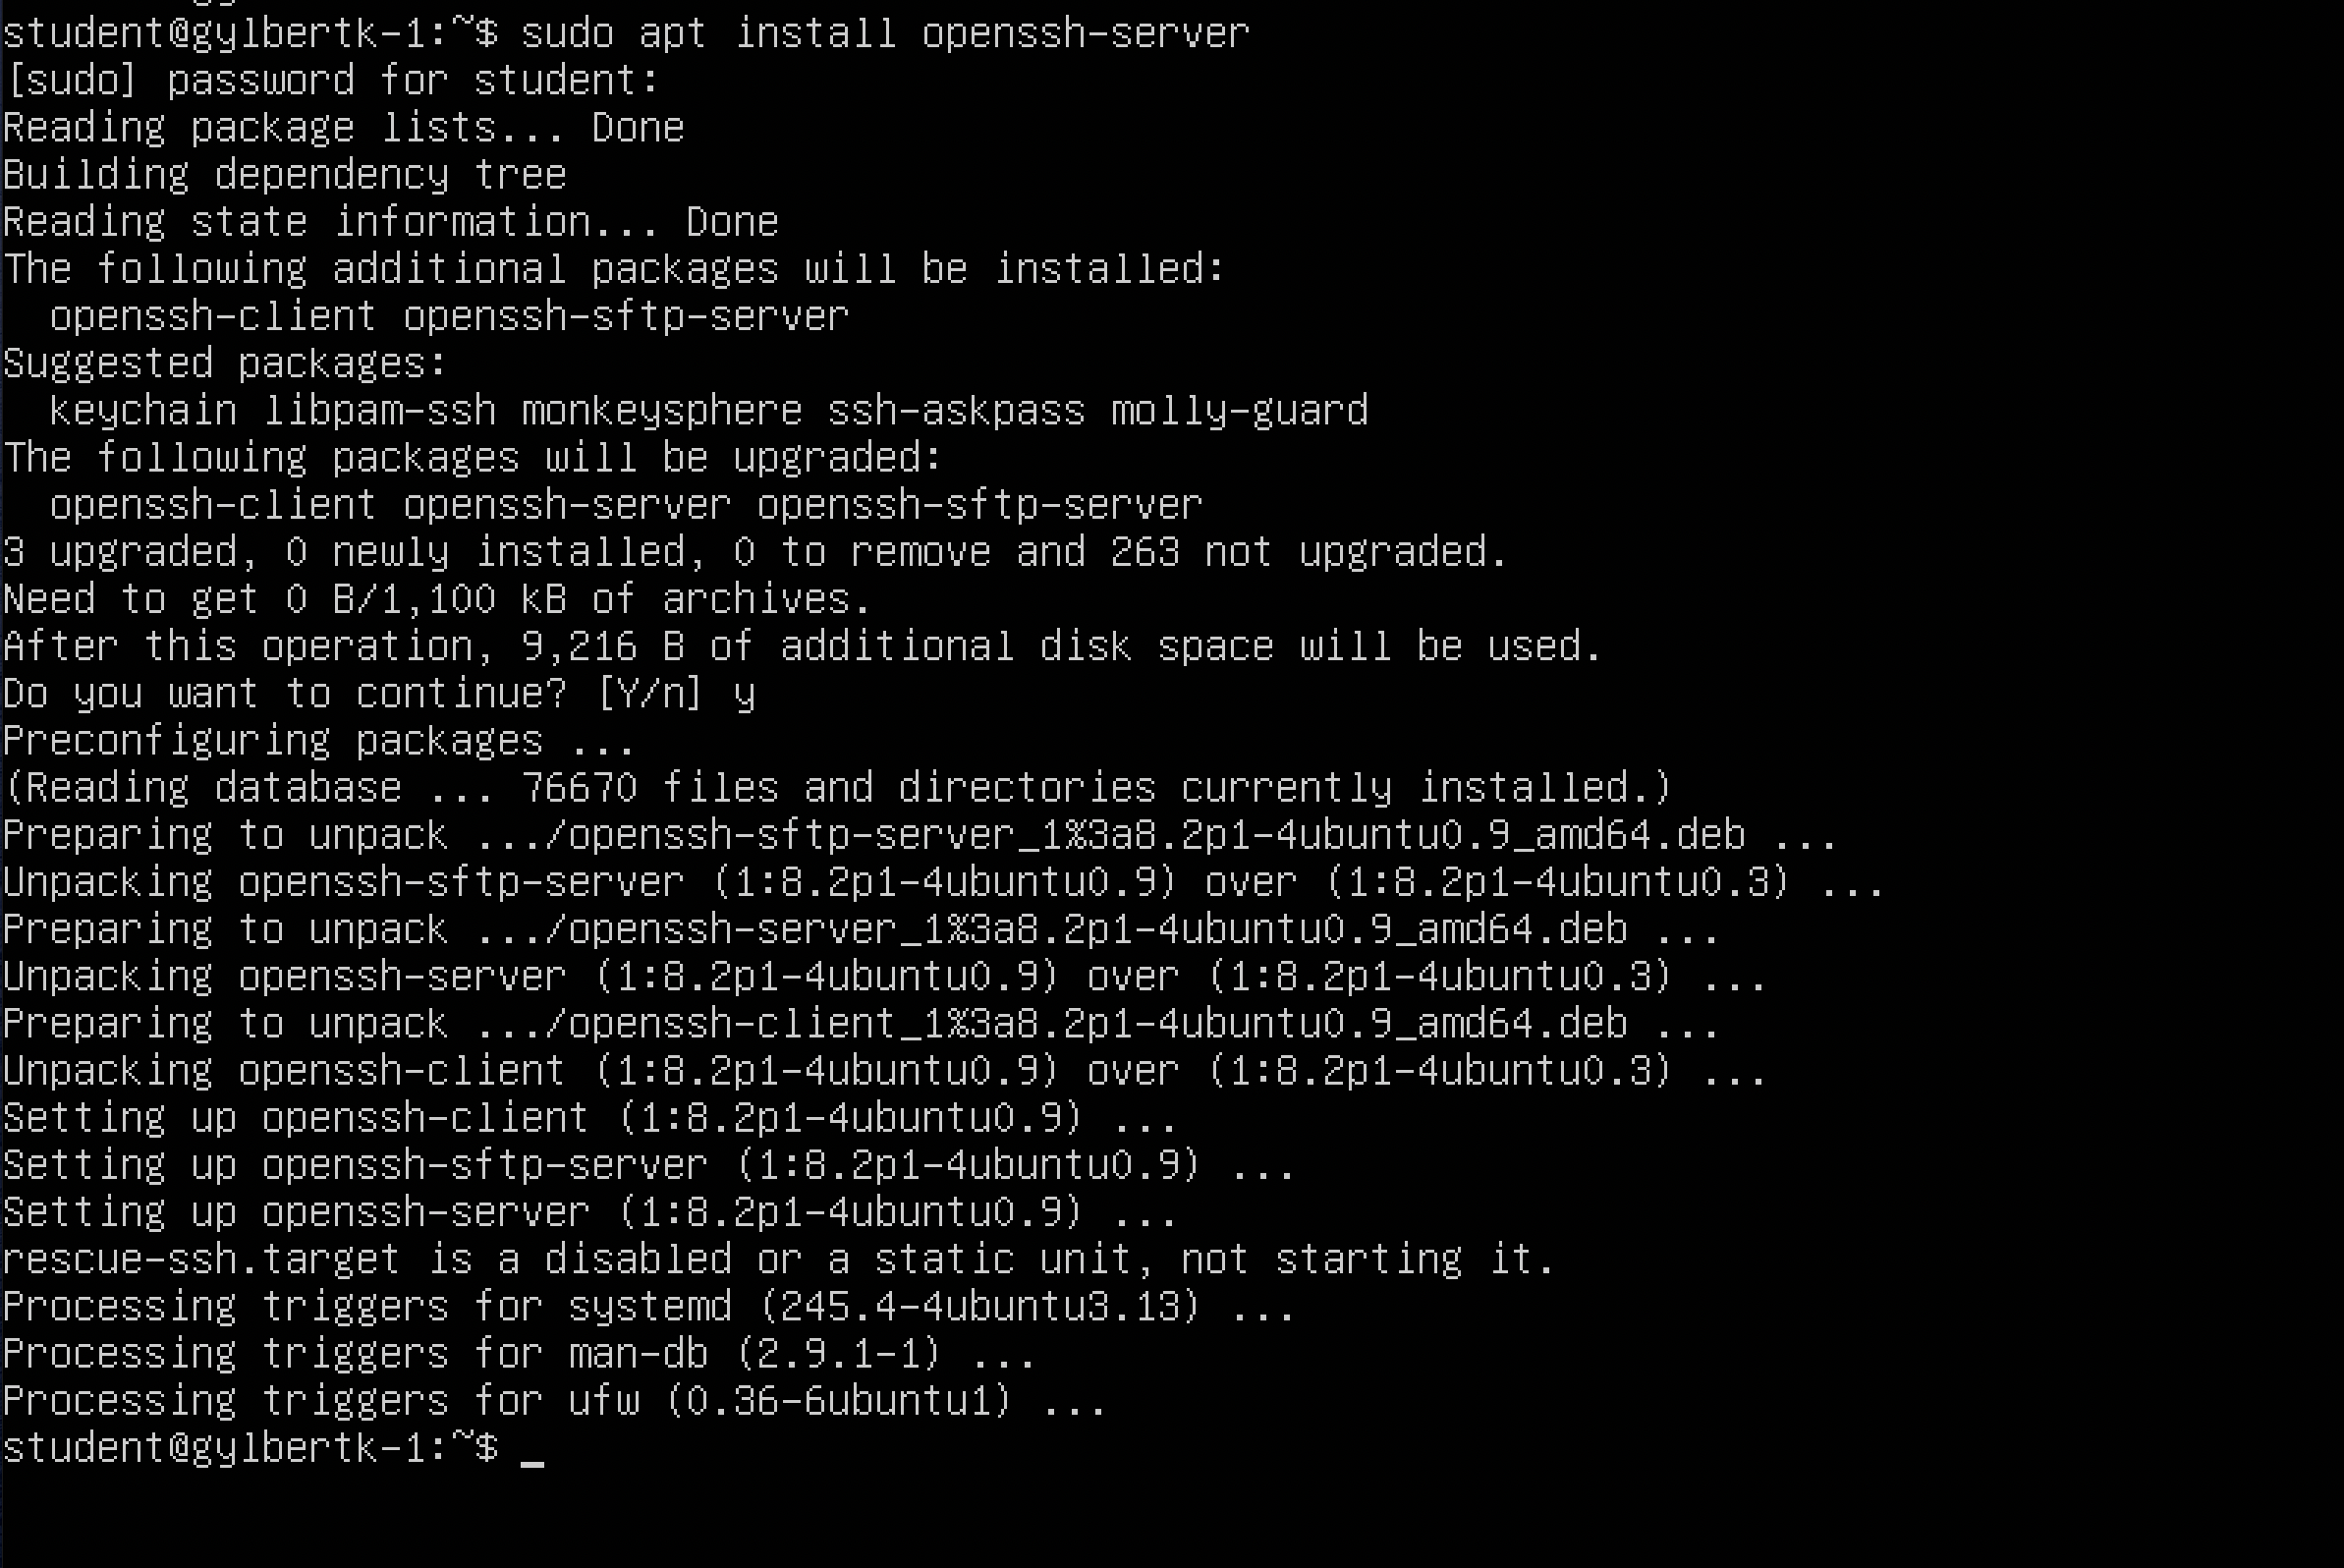 student@gylbertk-1:~$ sudo apt install openssh-server
[sudo] password for student:
Reading package lists... Done
Building dependency tree
Reading state information... Done
The following additional packages will be installed:
  openssh-client openssh-sftp-server
Suggested packages:
  keychain libpam-ssh monkeysphere ssh-askpass molly-guard
The following packages will be upgraded:
  openssh-client openssh-server openssh-sftp-server
3 upgraded, 0 newly installed, 0 to remove and 263 not upgraded.
Need to get 0 B/1,100 kB of archives.
After this operation, 9,216 B of additional disk space will be used.
Do you want to continue? [Y/n] y
Preconfiguring packages ...
(Reading database ... 76670 files and directories currently installed.)
Preparing to unpack .../openssh-sftp-server_1%3a8.2p1-4ubuntu0.9_amd64.deb ...
Unpacking openssh-sftp-server (1:8.2p1-4ubuntu0.9) over (1:8.2p1-4ubuntu0.3) ...
Preparing to unpack .../openssh-server_1%3a8.2p1-4ubuntu0.9_amd64.deb ...
Unpacking openssh-server (1:8.2p1-4ubuntu0.9) over (1:8.2p1-4ubuntu0.3) ...
Preparing to unpack .../openssh-client_1%3a8.2p1-4ubuntu0.9_amd64.deb ...
Unpacking openssh-client (1:8.2p1-4ubuntu0.9) over (1:8.2p1-4ubuntu0.3) ...
Setting up openssh-client (1:8.2p1-4ubuntu0.9) ...
Setting up openssh-sftp-server (1:8.2p1-4ubuntu0.9) ...
Setting up openssh-server (1:8.2p1-4ubuntu0.9) ...
rescue-ssh.target is a disabled or a static unit, not starting it.
Processing triggers for systemd (245.4-4ubuntu3.13) ...
Processing triggers for man-db (2.9.1-1) ...
Processing triggers for ufw (0.36-6ubuntu1) ...
student@gylbertk-1:~$ _